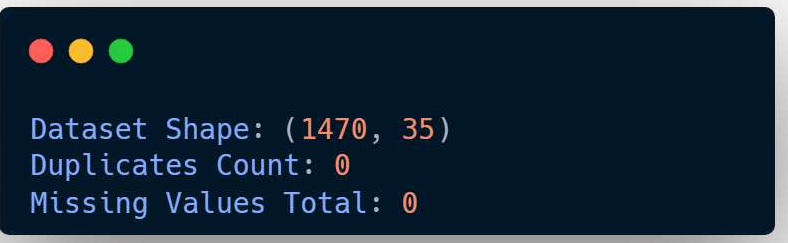 Dataset Shape: (1470, 35)
Duplicates Count: 0
Missing Values Total: 0